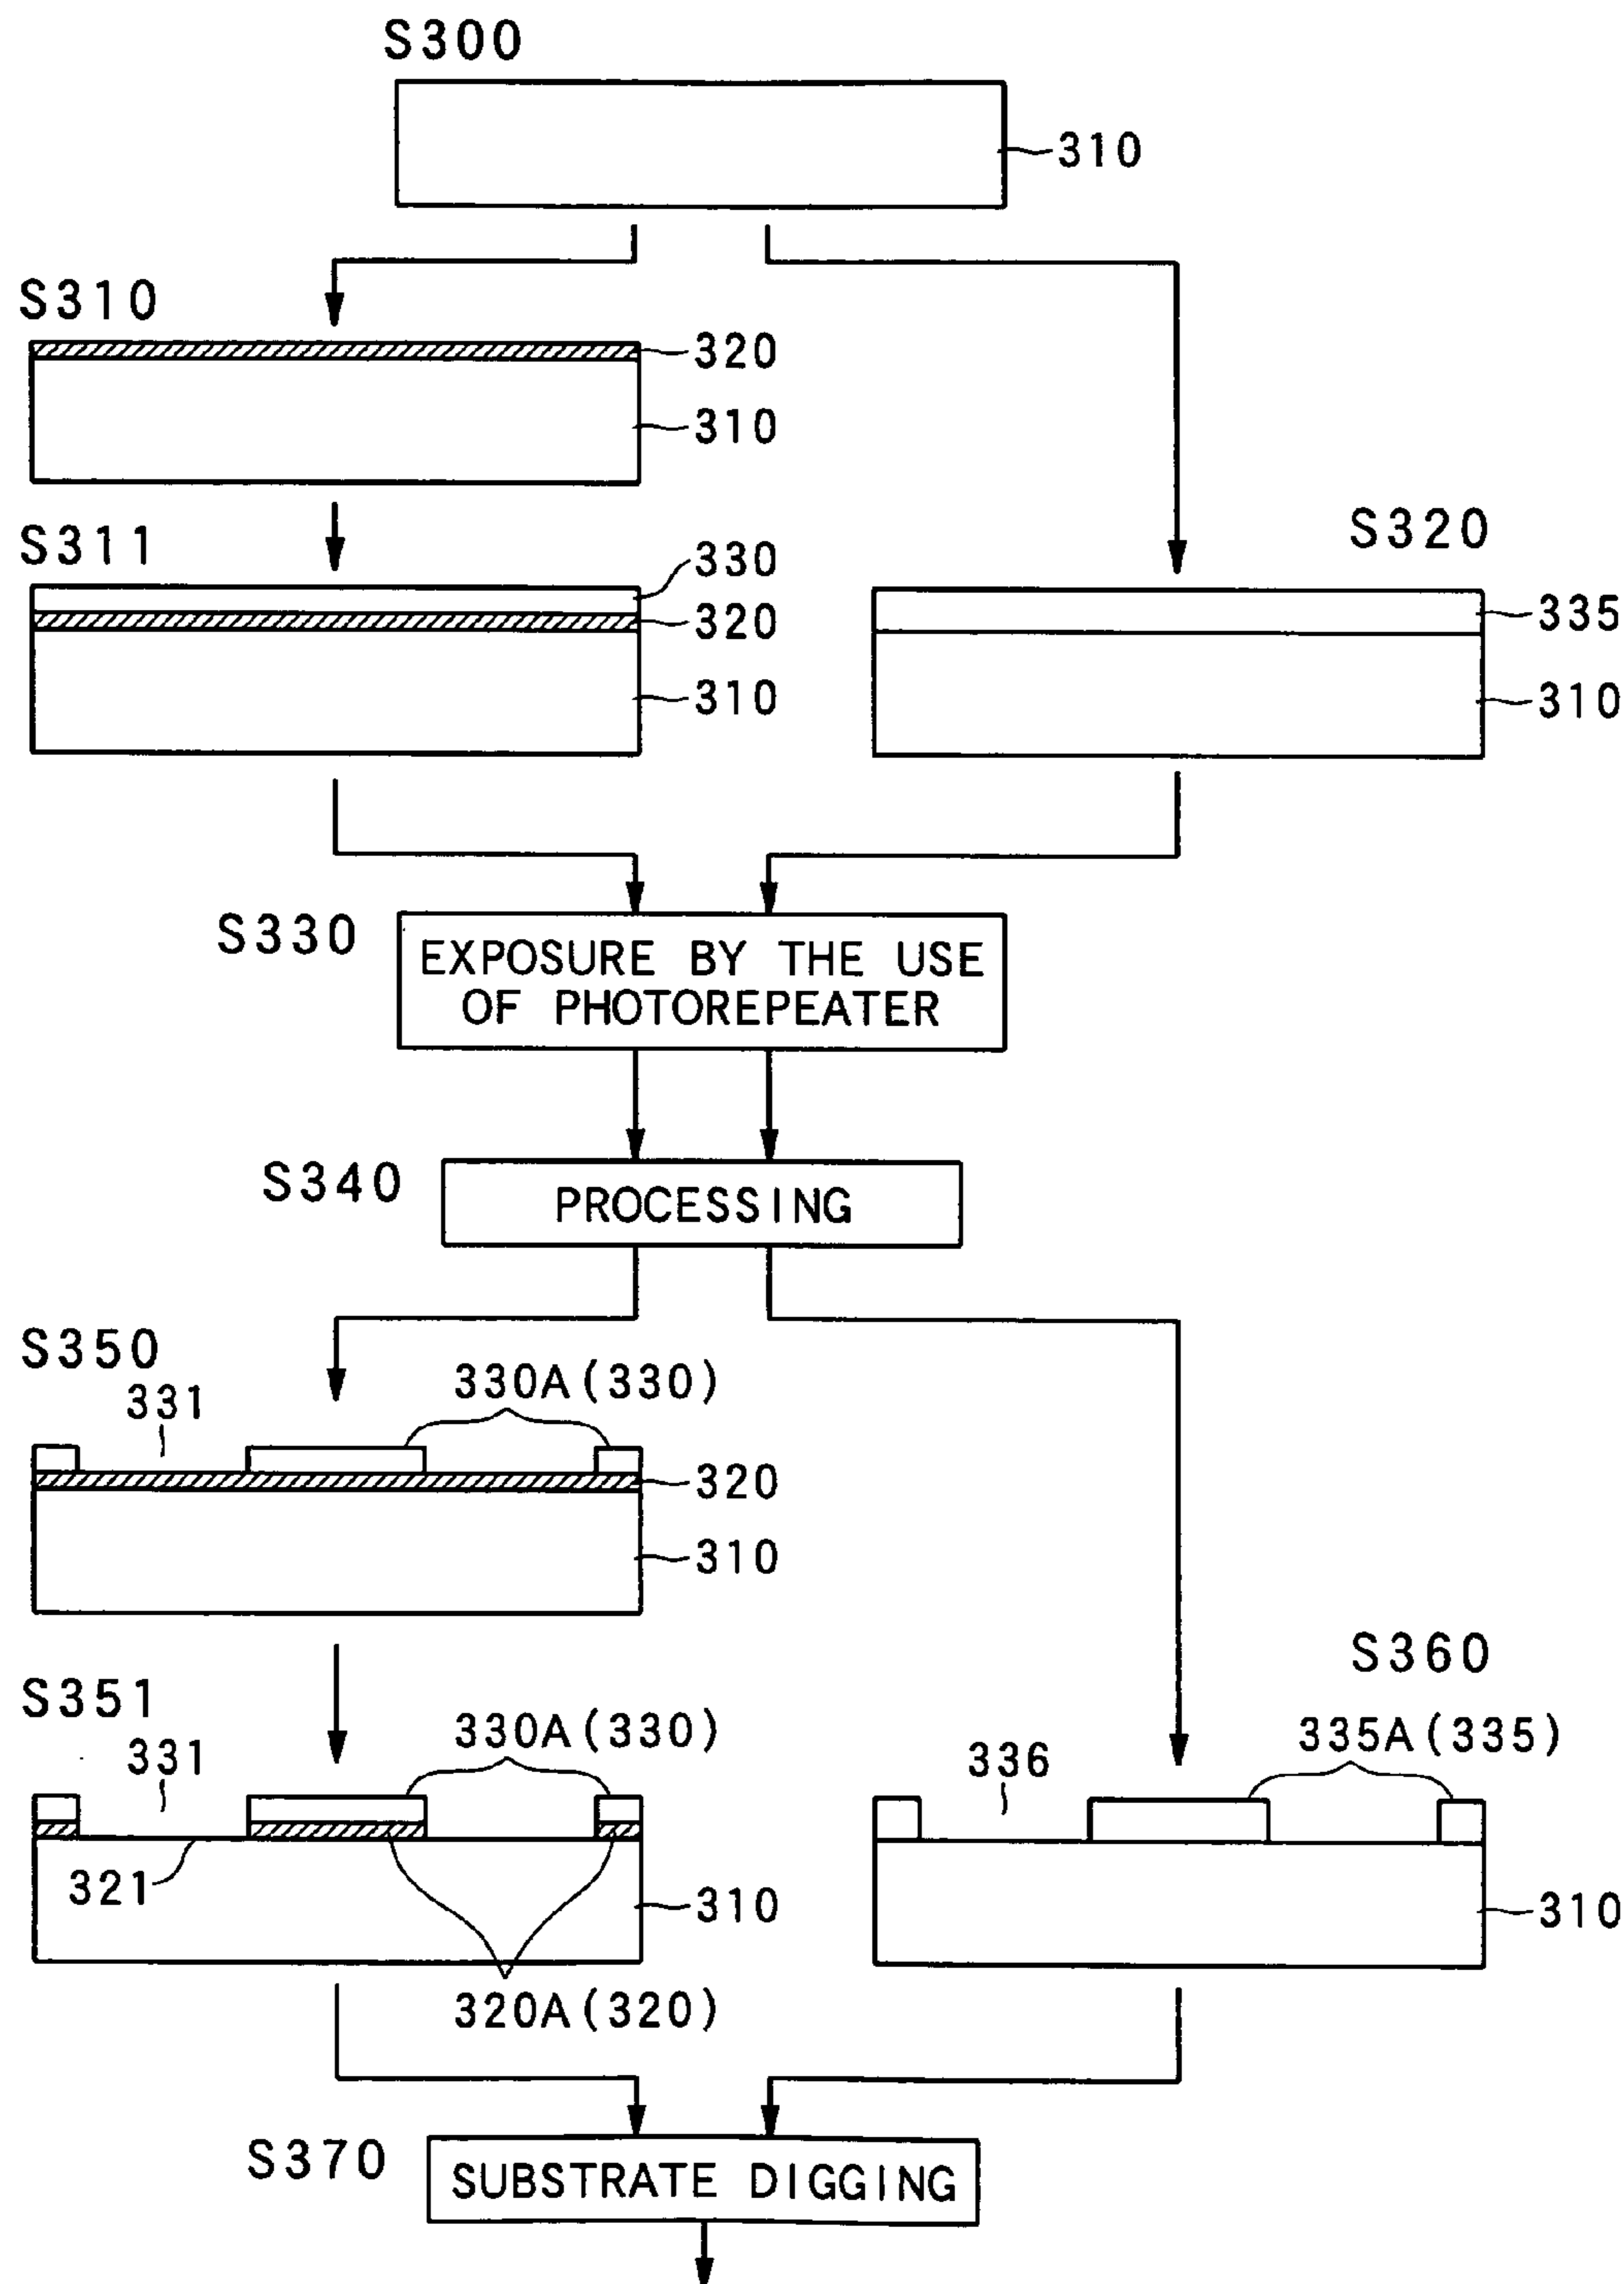 S300
310
S310
320
310
S311
330
320
310
S320
335
310
S330
EXPOSURE BY THE USE
OF PHOTOREPEATER
S340
PROCESSING
S350
331
330A(330)
320
310
S351
331
330A(330)
321
310
320A(320)
S360
336
335A(335)
310
S370
SUBSTRATE DIGGING